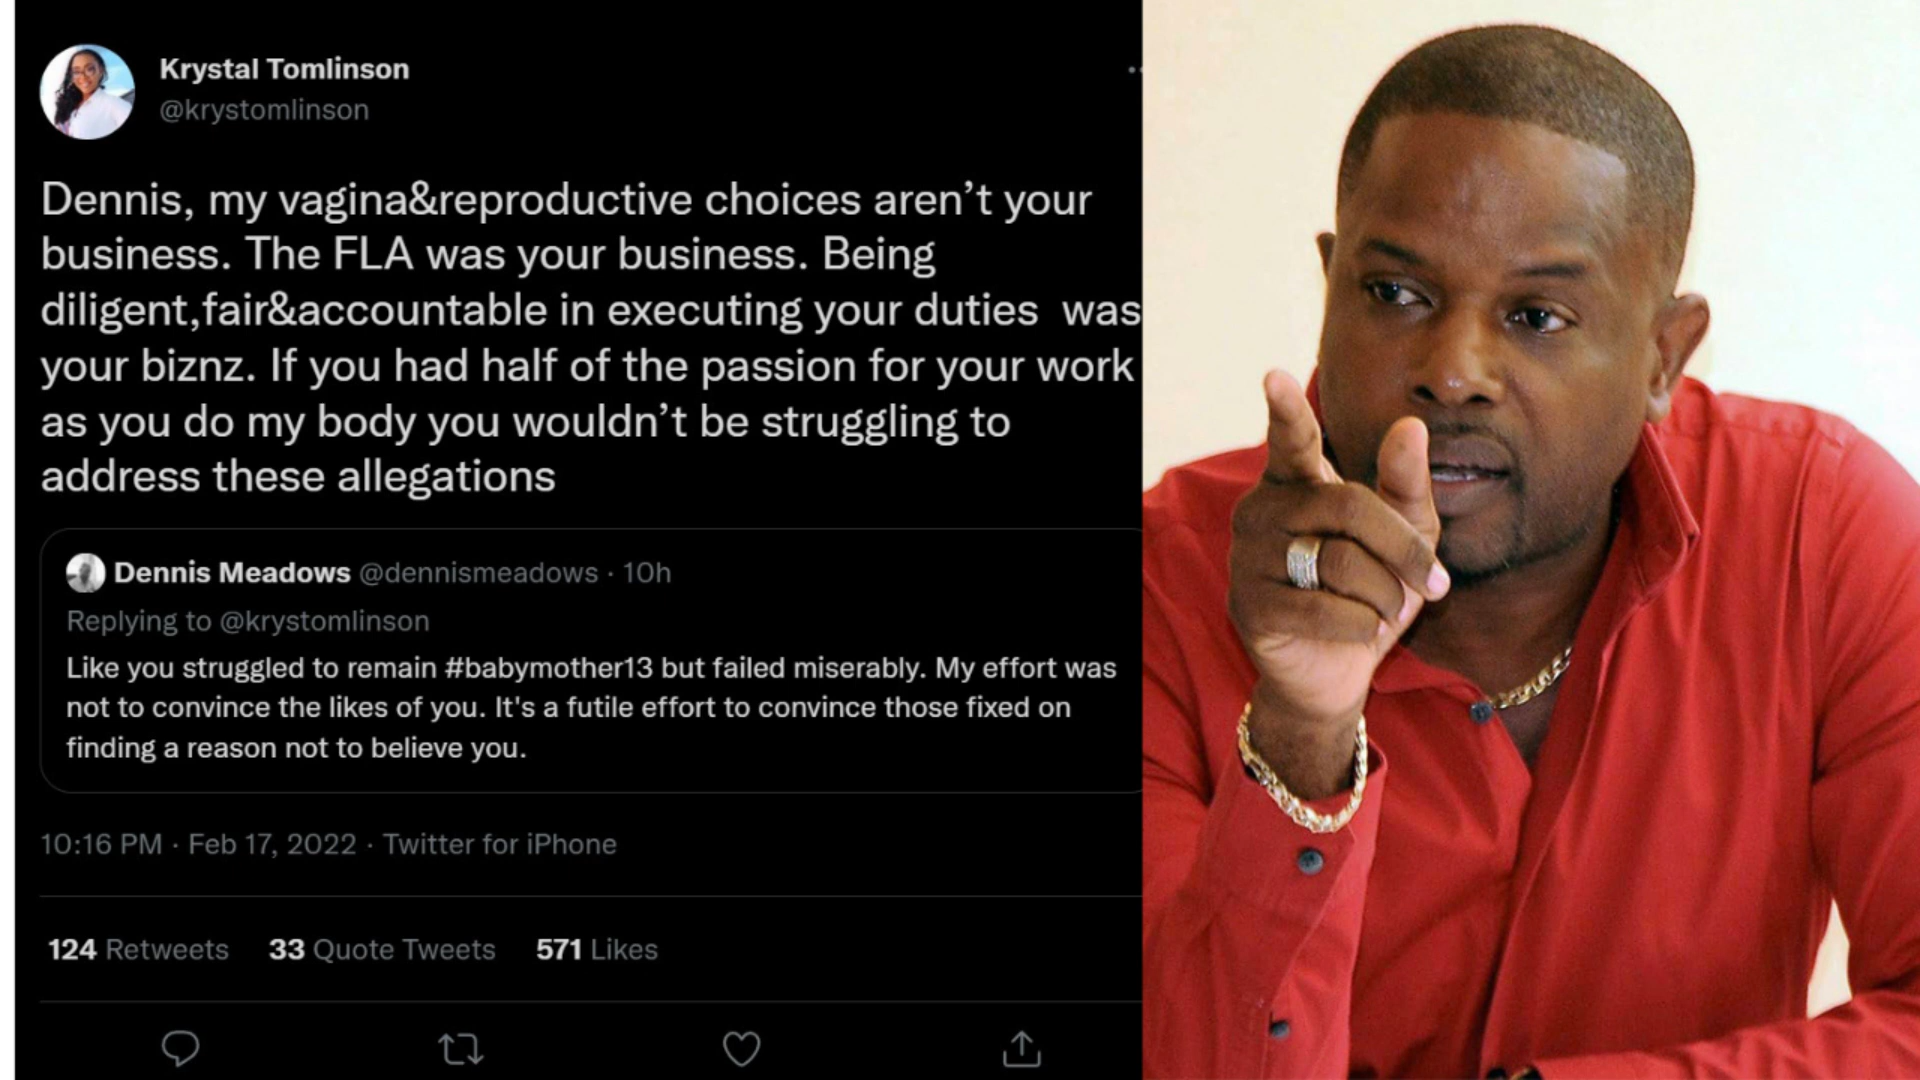 Krystal Tomlinson
@krystomlinson
Dennis, my vagina&reproductive choices aren’t your
business. The FLA was your business. Being
diligent,fair&accountable in executing your duties  was
your biznz. If you had half of the passion for your work
as you do my body you wouldn’t be struggling to
address these allegations
Dennis Meadows @dennismeadows · 10h
Replying to @krystomlinson
Like you struggled to remain #babymother13 but failed miserably. My effort was
not to convince the likes of you. It's a futile effort to convince those fixed on
finding a reason not to believe you.
10:16 PM · Feb 17, 2022 · Twitter for iPhone
124 Retweets 33 Quote Tweets 571 Likes